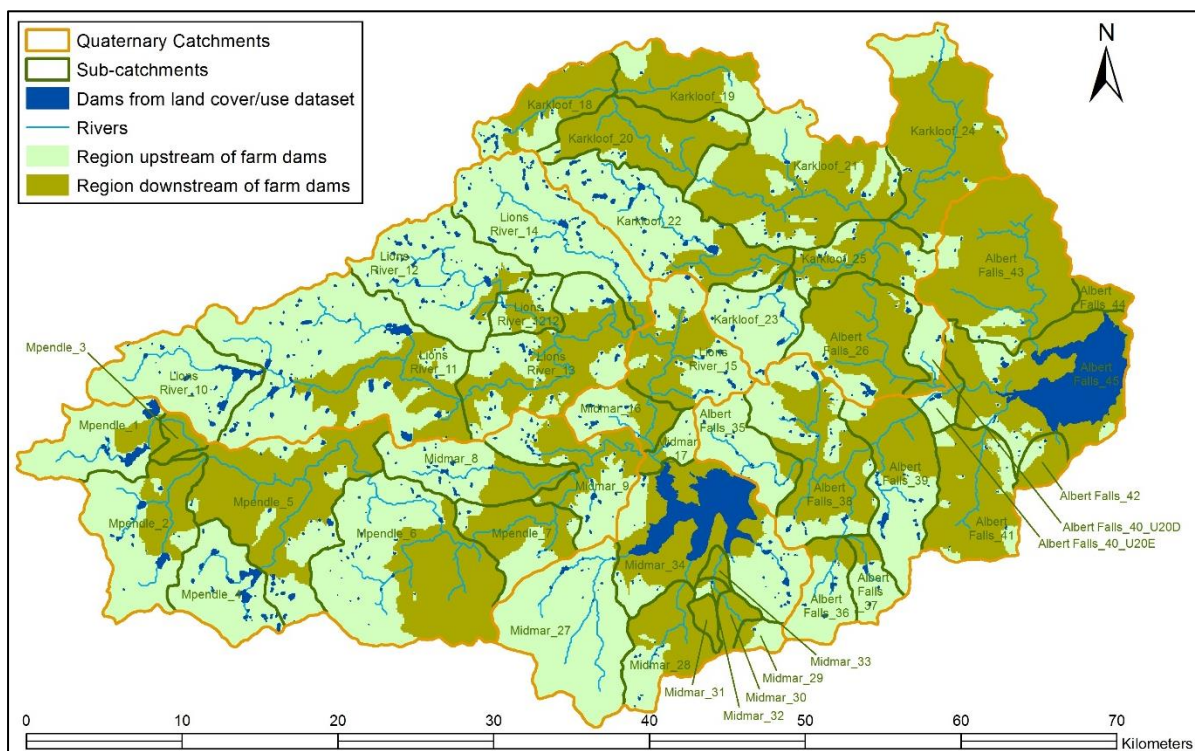 Quaternary Catchments
Sub-catchments
Dams from land cover/use dataset
Rivers
Region upstream of farm dams
Region downstream of farm dams
N
Karkloof_18
Karkloof_19
Karkloof_20
Karkloof_24
Karkloof_21
Lions
River_14
Karkloof_22
Lions
River_12
Karkloof_25
Albert
Falls_43
Albert
Falls_44
Lions
River_1212
Karkloof_23
Mpendle_3
Lions
River_11
Lions
River_13
Lions
River_15
Albert
Falls_26
Lions
River_10
Albert
Falls_45
Mpendle_1
Midmar_16
Albert
Falls_35
Midmar_8
Midmar
17
Albert
Falls_39
Midmar_9
Albert
Falls_38
Albert Falls_42
Mpendle_5
Mpendle_2
Mpendle_6
Mpendle_7
Albert
Falls_41
Albert Falls_40_U20D
Albert Falls_40_U20E
Midmar_34
Mpendle_4
Albert
Falls_36
Albert
Falls
37
Midmar_27
Midmar_28
Midmar_33
Midmar_29
Midmar_31
Midmar_30
Midmar_32
0 10 20 30 40 50 60 70
Kilometers